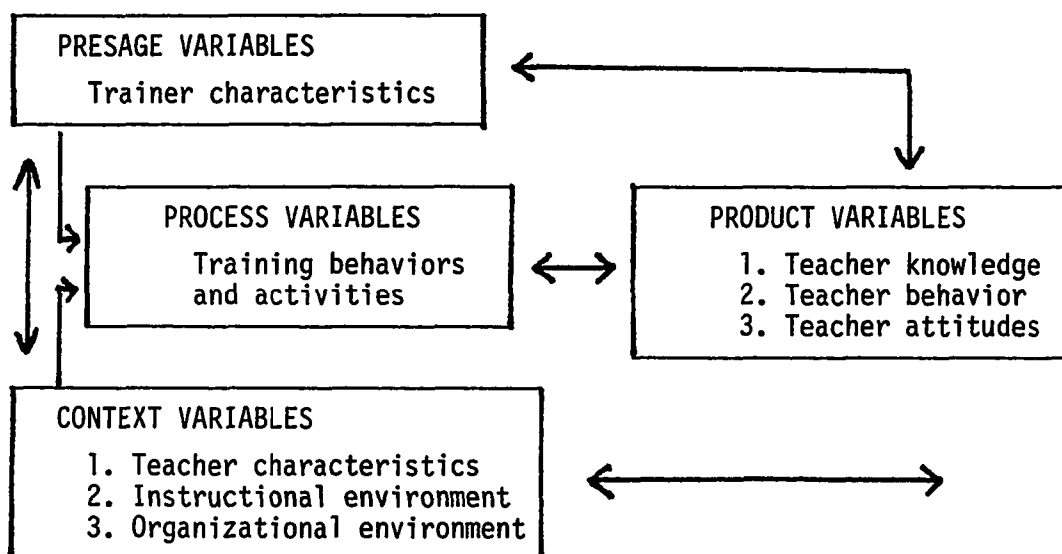 PRESAGE VARIABLES
Trainer characteristics
PROCESS VARIABLES
Training behaviors
and activities
PRODUCT VARIABLES
1. Teacher knowledge
2. Teacher behavior
3. Teacher attitudes
CONTEXT VARIABLES
1. Teacher characteristics
2. Instructional environment
3. Organizational environment